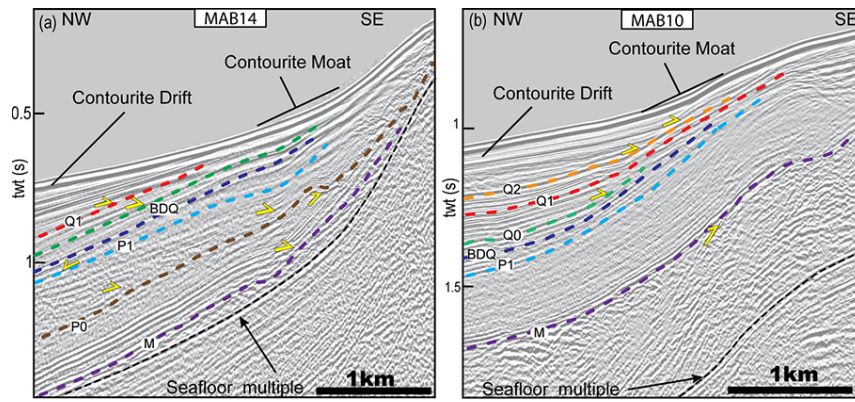 (a) NW MAB14 SE
Contourite Moat
Contourite Drift
0.5
twt (s)
1
Q1
BDQ
P1
P0
M
Seafloor multiple
1km
(b) NW MAB10 SE
Contourite Moat
Contourite Drift
1
twt (s)
1.5
Q2
Q1
Q0
BDQ
P1
M
Seafloor multiple
1km